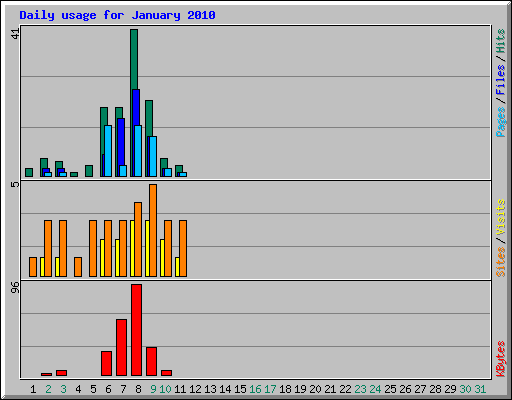 Daily usage for January 2010
41
Pages / Files / Hits
5
Sites / Visits
96
KBytes
1 2 3 4 5 6 7 8 9 10 11 12 13 14 15 16 17 18 19 20 21 22 23 24 25 26 27 28 29 30 31